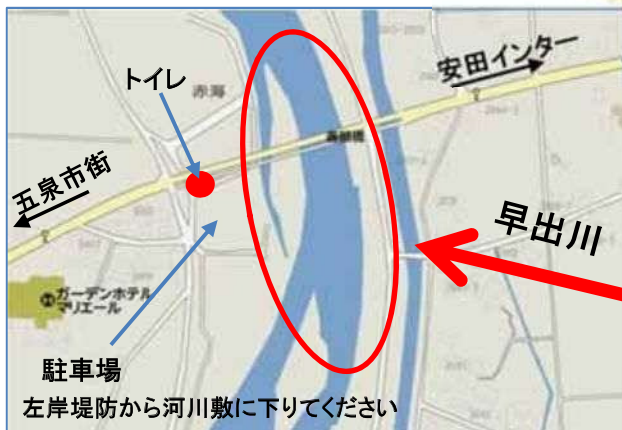 安田インター
トイレ
赤海
五泉市街
早出川
ガーデンホテル
マリエール
駐車場
左岸堤防から河川敷に下りてください